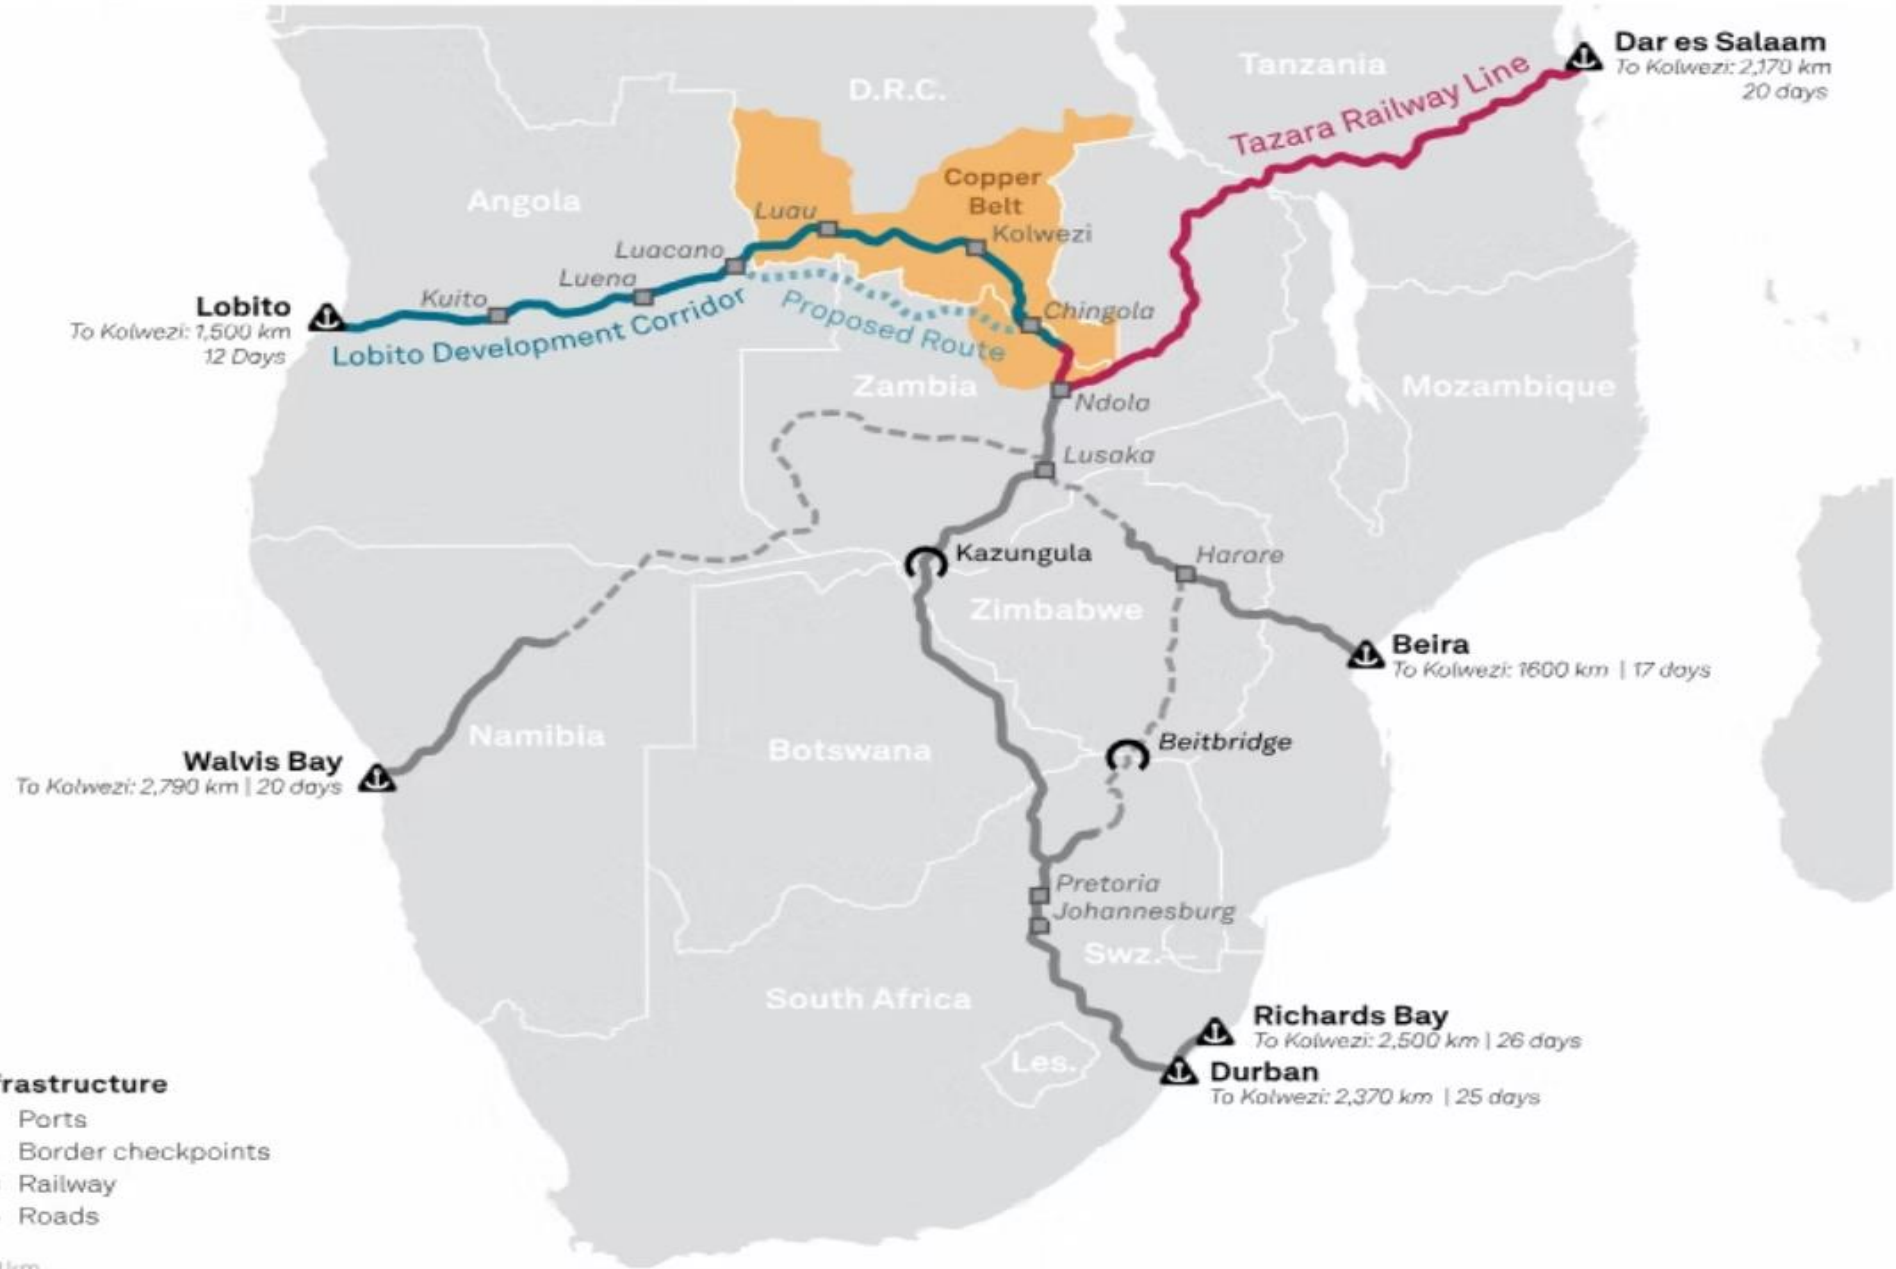 Dar es Salaam
To Kolwezi: 2,170 km
20 days
Tanzania
Tazara Railway Line
D.R.C.
Copper
Belt
Angola
Luau
Kolwezi
Luacano
Luena
Kuito
Chingola
Lobito
To Kolwezi: 1,500 km
12 Days
Lobito Development Corridor
Proposed Route
Zambia
Mozambique
Ndola
Lusaka
Kazungula
Harare
Zimbabwe
Beira
To Kolwezi: 1600 km | 17 days
Namibia
Botswana
Beitbridge
Walvis Bay
To Kolwezi: 2,790 km | 20 days
Pretoria
Johannesburg
Swz.
South Africa
Richards Bay
To Kolwezi: 2,500 km | 26 days
Les.
Durban
To Kolwezi: 2,370 km | 25 days
frastructure
Ports
Border checkpoints
Railway
Roads
km